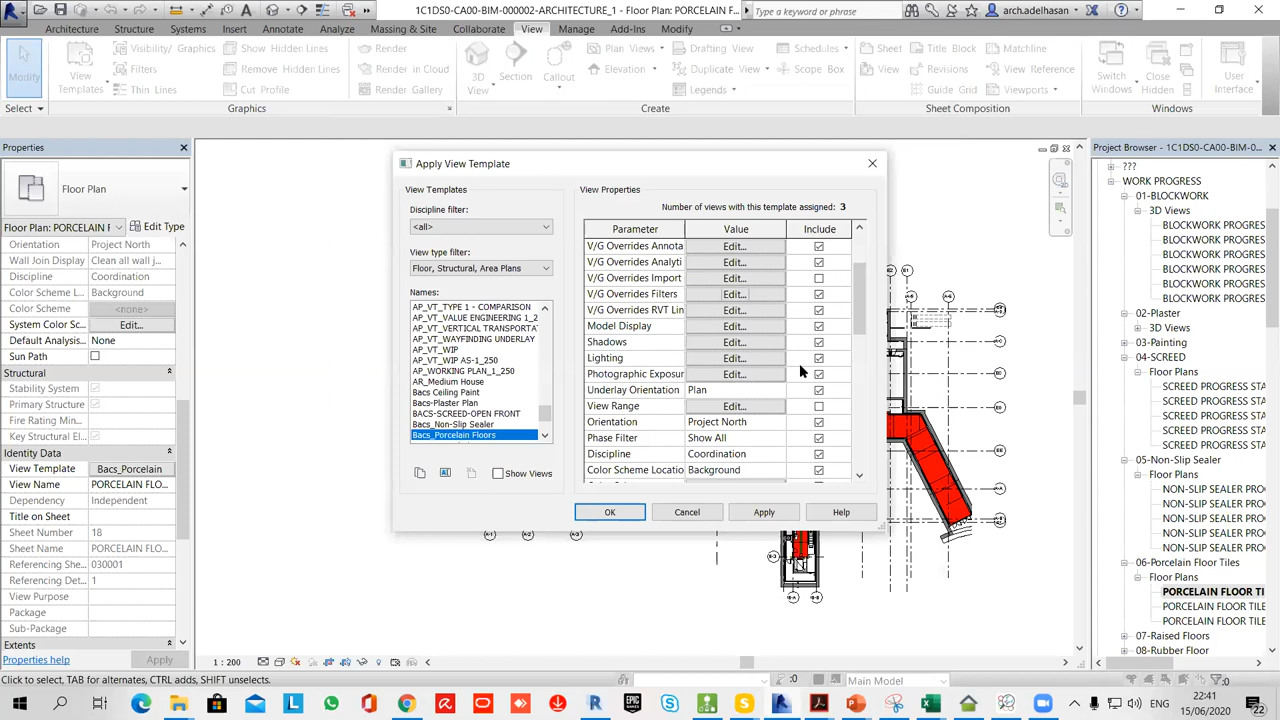 1C1DS0-CA00-BIM-000002-ARCHITECTURE_1 - Floor Plan: PORCELAIN F...
Type a keyword or phrase
arch.adelhasan...
Architecture Structure Systems Insert Annotate Analyze Massing & Site Collaborate View Manage Add-Ins Modify
Modify
View
Templates
Visibility/ Graphics
Filters
Thin Lines
Show Hidden Lines
Remove Hidden Lines
Cut Profile
Render
Render in Cloud
Render Gallery
3D
View
Section
Callout
Plan Views
Elevation
Drafting View
Duplicate View
Legends
Schedules
Scope Box
Sheet
View
Title Block
Revisions
Guide Grid
Matchline
View Reference
Viewports
Switch
Windows
Close
Hidden
User
Interface
Select
Graphics
Create
Sheet Composition
Windows
Properties
Floor Plan
Floor Plan: PORCELAIN F
Edit Type
Orientation Project North
Wall Join Display Clean all wall j...
Discipline Coordination
Color Scheme L... Background
Color Scheme <none>
System Color Sc... Edit...
Default Analysi... None
Sun Path
Structural
Stability System
Primary Structure
Fire Rating Mini...
Key Structural El...
Identity Data
View Template Bacs_Porcelain
View Name PORCELAIN FLO...
Dependency Independent
Title on Sheet
Sheet Number 18
Sheet Name PORCELAIN FLO...
Referencing She... 030001
Referencing Det... 1
View Purpose
Package
Sub-Package
Extents
Properties help
Apply
Apply View Template
View Templates
Discipline filter:
<all>
View type filter:
Floor, Structural, Area Plans
Names:
AP_VT_TYPE 1 - COMPARISON
AP_VT_VALUE ENGINEERING 1_2
AP_VT_VERTICAL TRANSPORTA
AP_VT_WAYFINDING UNDERLAY
AP_VT_WIP
AP_VT_WIP AS-1_250
AP_WORKING PLAN_1_250
AR_Medium House
Bacs Ceiling Paint
Bacs-Plaster Plan
BACS-SCREED-OPEN FRONT
Bacs_Non-Slip Sealer
Bacs_Porcelain Floors
Show Views
View Properties
Number of views with this template assigned: 3
Parameter Value Include
V/G Overrides Annota Edit...
V/G Overrides Analyti Edit...
V/G Overrides Import Edit...
V/G Overrides Filters Edit...
V/G Overrides RVT Lin Edit...
Model Display Edit...
Shadows Edit...
Lighting Edit...
Photographic Exposur Edit...
Underlay Orientation Plan
View Range Edit...
Orientation Project North
Phase Filter Show All
Discipline Coordination
Color Scheme Locatio Background
OK Cancel Apply Help
Project Browser - 1C1DS0-CA00-BIM-...
???
WORK PROGRESS
01-BLOCKWORK
3D Views
BLOCKWORK PROGRES
BLOCKWORK PROGRES
BLOCKWORK PROGRES
BLOCKWORK PROGRES
BLOCKWORK PROGRES
BLOCKWORK PROGRES
02-Plaster
3D Views
03-Painting
04-SCREED
Floor Plans
SCREED PROGRESS STA
SCREED PROGRESS STA
SCREED PROGRESS STA
SCREED PROGRESS STA
SCREED PROGRESS STA
05-Non-Slip Sealer
Floor Plans
NON-SLIP SEALER PRO
NON-SLIP SEALER PRO
NON-SLIP SEALER PROJ
NON-SLIP SEALER PRO
NON-SLIP SEALER PRO
06-Porcelain Floor Tiles
Floor Plans
PORCELAIN FLOOR TI
PORCELAIN FLOOR TILE
PORCELAIN FLOOR TILE
07-Raised Floors
08-Rubber Floor
1 : 200
Click to select, TAB for alternates, CTRL adds, SHIFT unselects.
:0
Main Model
:0
ENG
22:41
15/06/2020
22